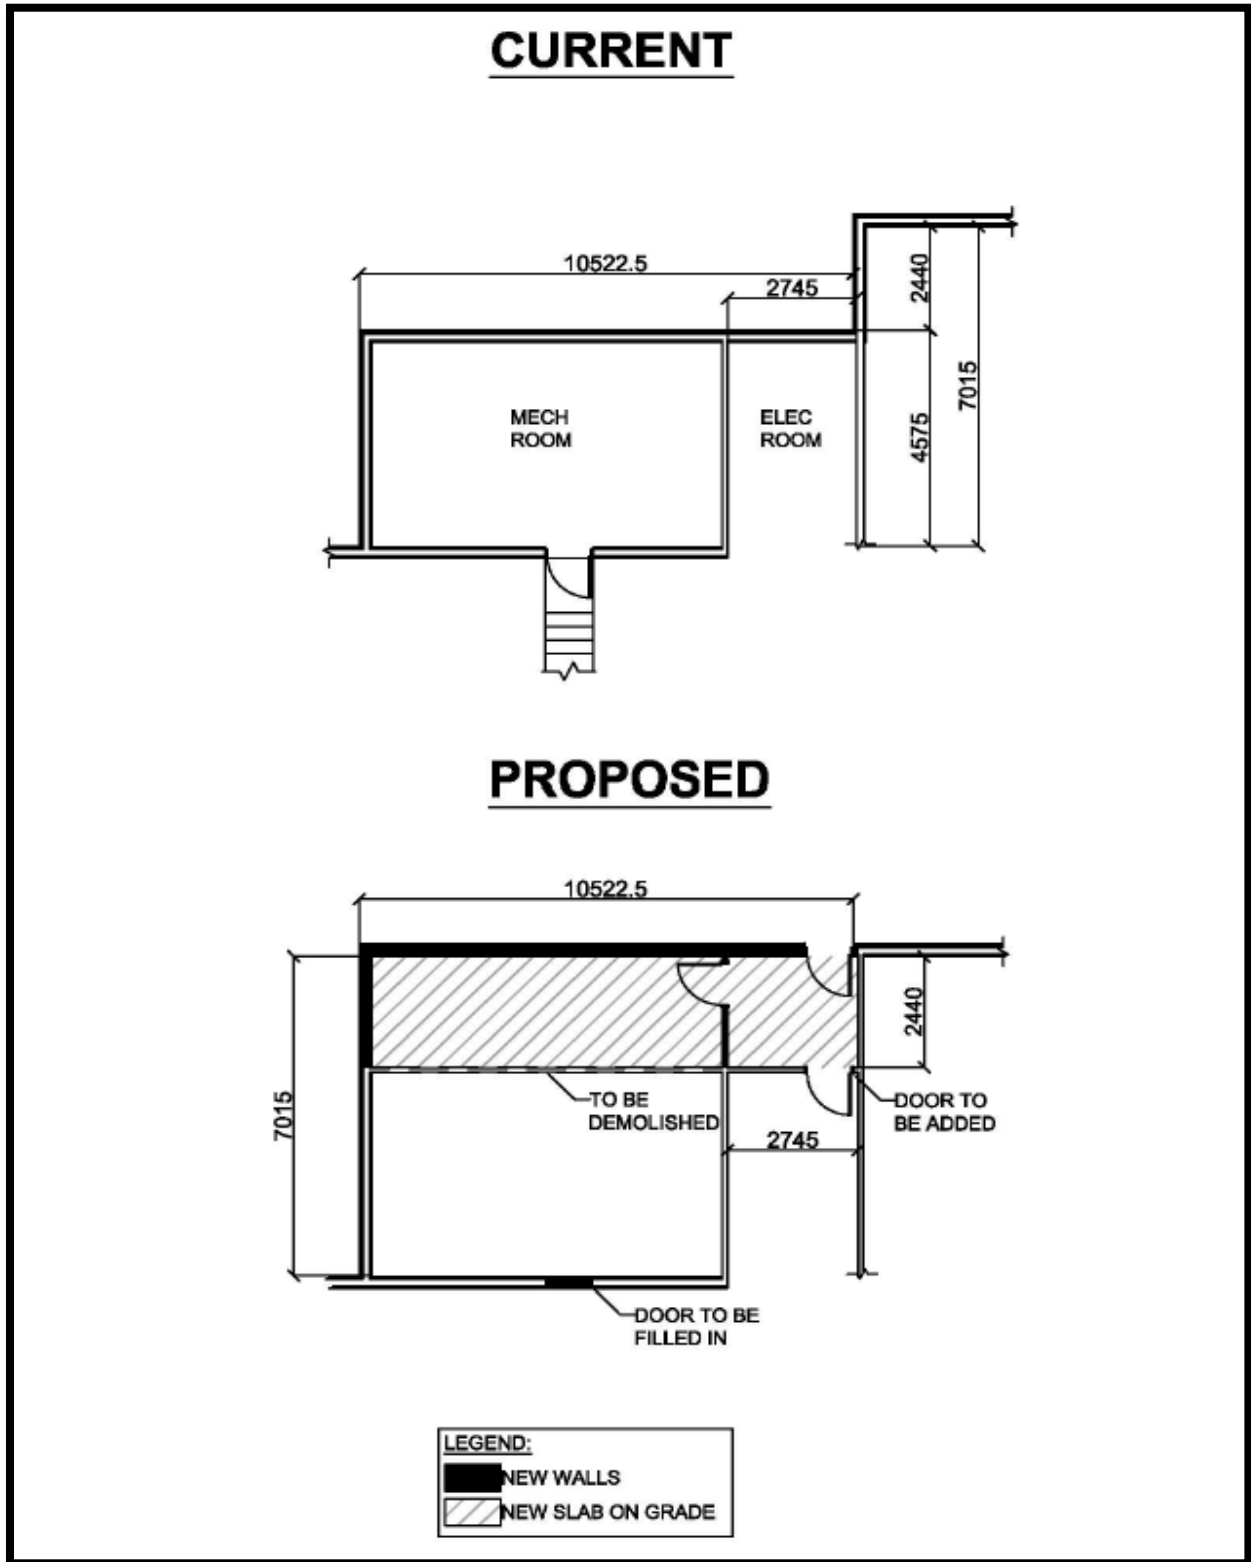 CURRENT
10522.5
2745
2440
7015
4575
MECH
ROOM
ELEC
ROOM
PROPOSED
10522.5
2440
7015
TO BE
DEMOLISHED
DOOR TO
BE ADDED
2745
DOOR TO BE
FILLED IN
LEGEND:
NEW WALLS
NEW SLAB ON GRADE